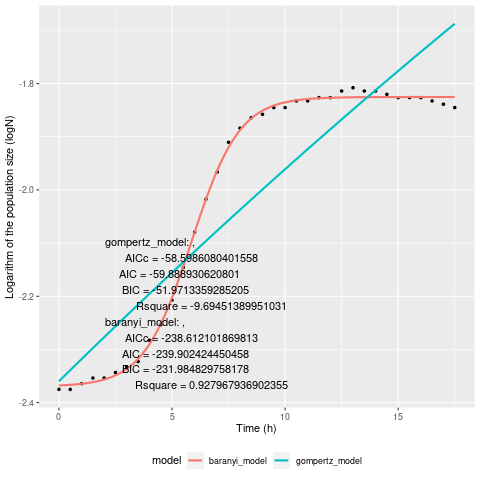 Logarithm of the population size (logN)
-1.8
-2.0
-2.2
-2.4
gompertz_model: ,
AICc = -58.5986080401558
AIC = -59.888930620801
BIC = -51.9713359285205
Rsquare = -9.69451389951031
baranyi_model: ,
AICc = -238.612101869813
AIC = -239.902424450458
BIC = -231.984829758178
Rsquare = 0.927967936902355
0 5 10 15
Time (h)
model baranyi_model gompertz_model